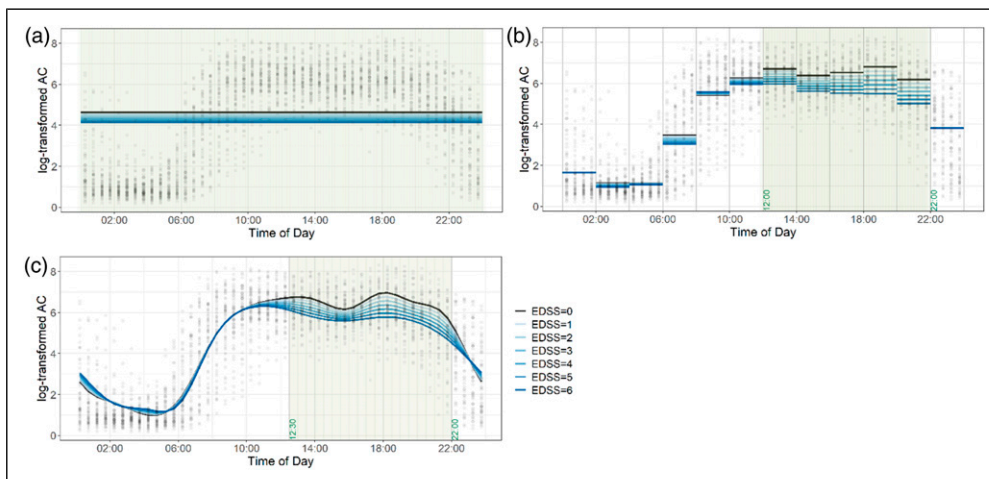 (a)
log-transformed AC
8
6
4
2
0
02:00 06:00 10:00 14:00 18:00 22:00
Time of Day
(b)
log-transformed AC
8
6
4
2
0
12:00
22:00
02:00 06:00 10:00 14:00 18:00 22:00
Time of Day
(c)
log-transformed AC
8
6
4
2
0
12:30
22:00
02:00 06:00 10:00 14:00 18:00 22:00
Time of Day
EDSS=0
EDSS=1
EDSS=2
EDSS=3
EDSS=4
EDSS=5
EDSS=6